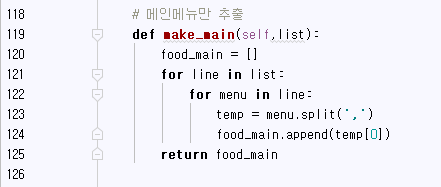 118 # 메인메뉴만 추출
119 def make_main(self,list):
120 food_main = []
121 for line in list:
122 for menu in line:
123 temp = menu.split(',')
124 food_main.append(temp[0])
125 return food_main
126